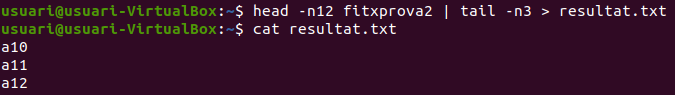 usuari@usuari-VirtualBox:~$ head -n12 fitxprova2 | tail -n3 > resultat.txt
usuari@usuari-VirtualBox:~$ cat resultat.txt
a10
a11
a12